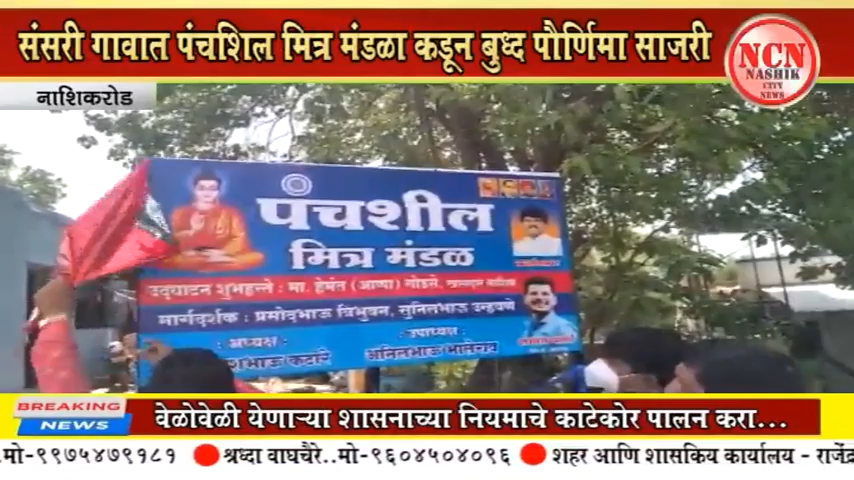 संसरी गावात पंचशिल मित्र मंडळा कडून बुध्द पौर्णिमा साजरी
NCN
NASHIK
CITY NEWS
नाशिकरोड
पंचशील
मित्र मंडळ
उद्घाटन शुभहस्ते : मा. हेमंत (आप्पा) गोडसे.
मार्गदर्शक : प्रमोदभाऊ त्रिभुवन, सुनिलभाऊ
अध्यक्ष उपाध्यक्ष
BREAKING
NEWS
वेळोवेळी येणाऱ्या शासनाच्या नियमाचे काटेकोर पालन करा...
.मो-९९७५४७९१८१ श्रध्दा वाघचैरे..मो-९६०४५०४०९६ शहर आणि शासकिय कार्यालय - राजेंद्र